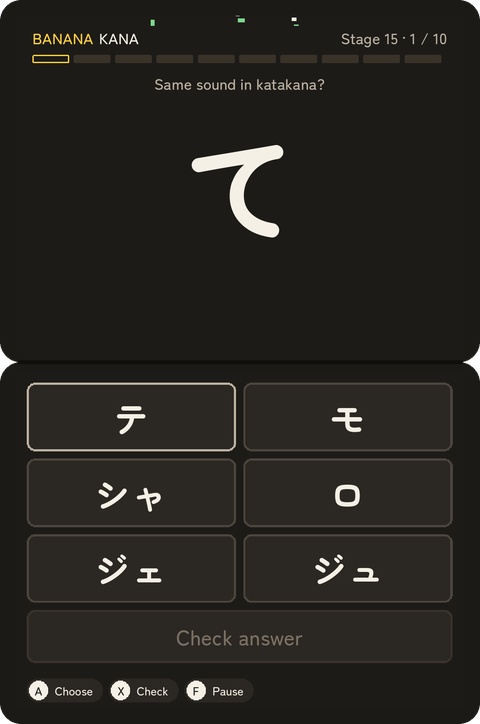 BANANA KANA
Stage 15 · 1 / 10
Same sound in katakana?
て
テ
モ
シャ
ロ
ジェ
ジュ
Check answer
A Choose X Check F Pause